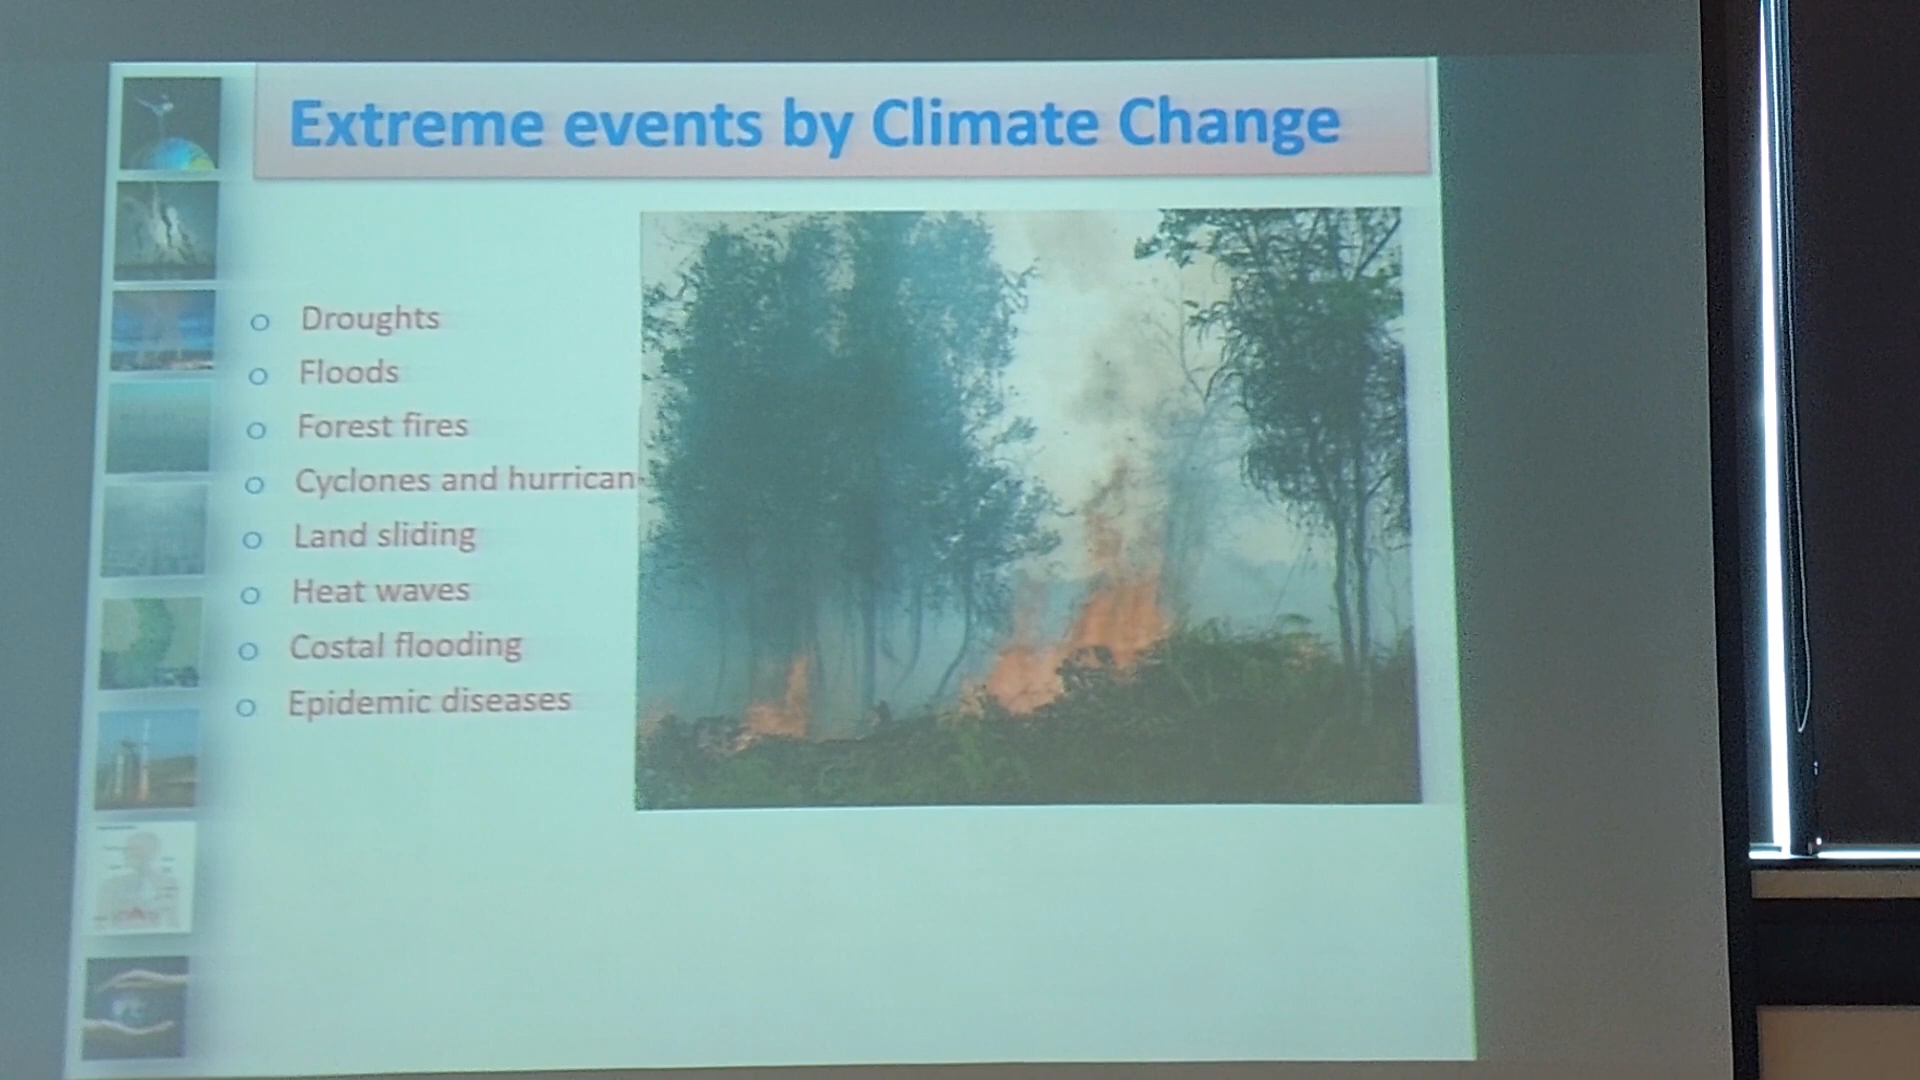 Extreme events by Climate Change
o Droughts
o Floods
o Forest fires
o Cyclones and hurrican
o Land sliding
o Heat waves
o Costal flooding
o Epidemic diseases